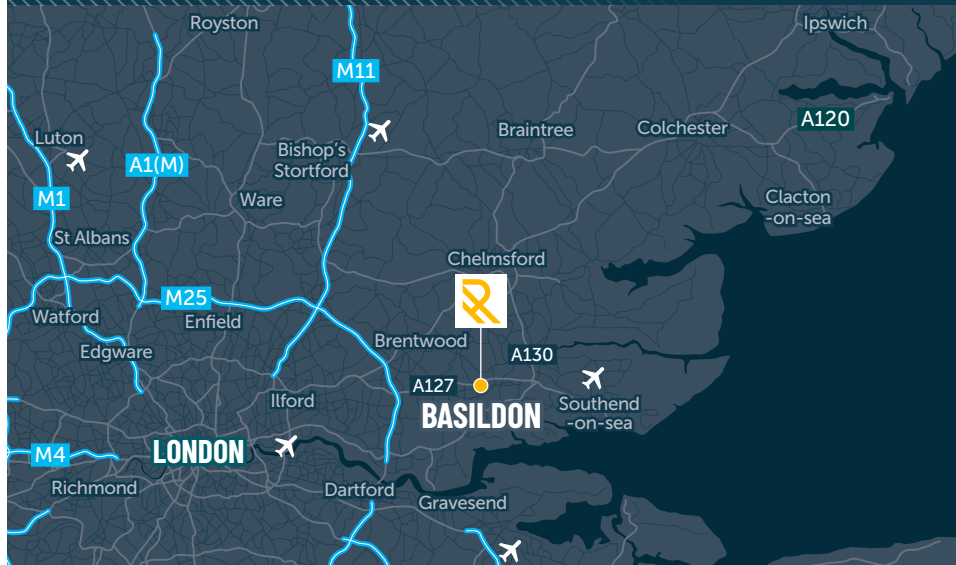 Royston
Ipswich
M11
A120
Braintree
Colchester
Luton
Bishop's
Stortford
A1(M)
M1
Ware
Clacton
-on-sea
St Albans
Chelmsford
M25
Watford
Enfield
Brentwood
Edgware
A130
A127
Ilford
Southend
-on-sea
BASILDON
LONDON
M4
Richmond
Dartford
Gravesend